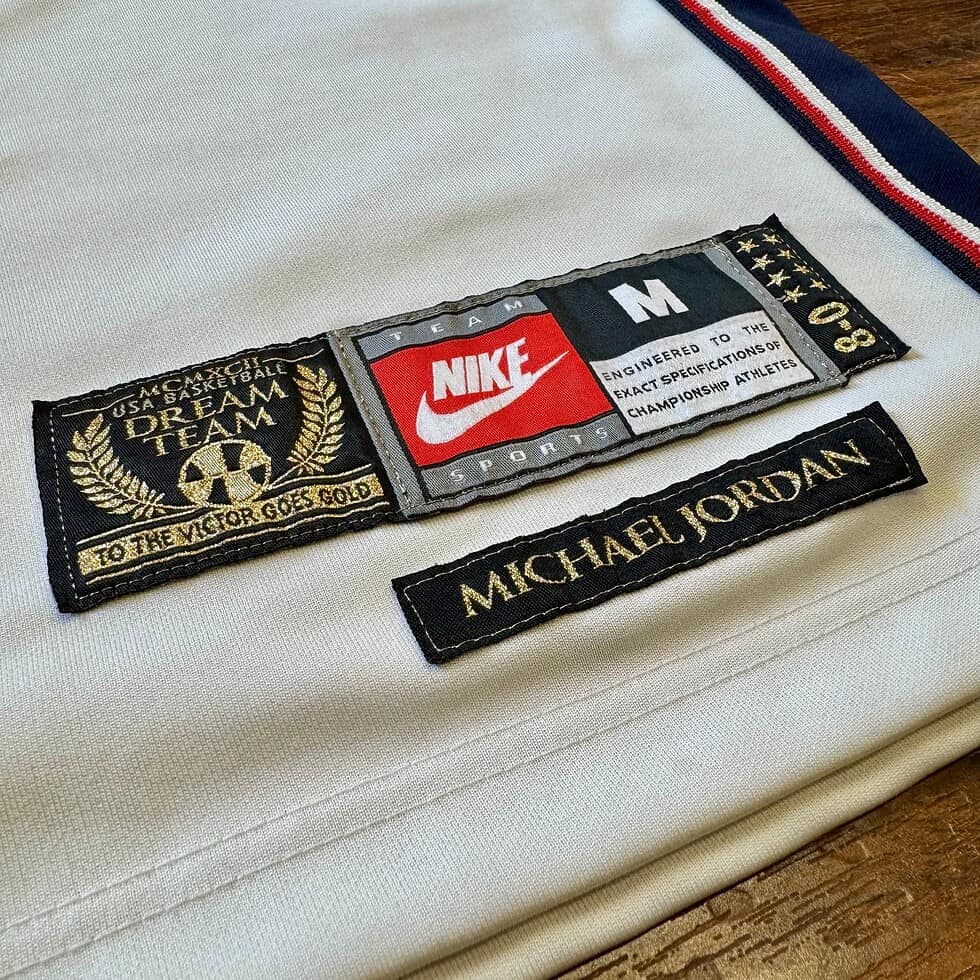 MCMXCII
USA BASKETBALL
DREAM
TEAM
TO THE VICTOR GOES GOLD
TEAM
NIKE
SPORTS
M
ENGINEERED TO THE
EXACT SPECIFICATIONS OF
CHAMPIONSHIP ATHLETES
8-0
MICHAEL JORDAN